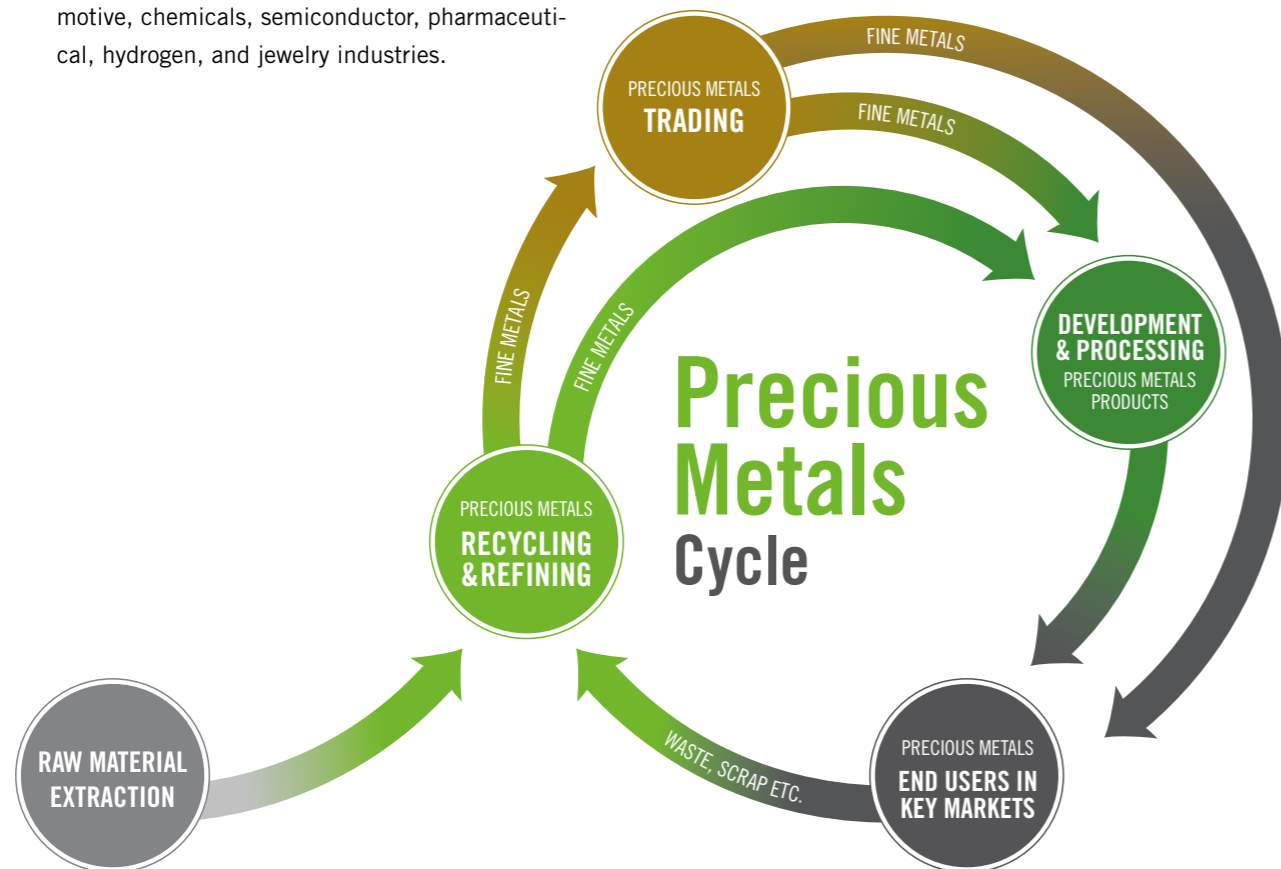 motive, chemicals, semiconductor, pharmaceuti-
cal, hydrogen, and jewelry industries.
FINE METALS
PRECIOUS METALS
TRADING
FINE METALS
FINE METALS
FINE METALS
DEVELOPMENT
& PROCESSING
PRECIOUS METALS
PRODUCTS
Precious
Metals
Cycle
PRECIOUS METALS
RECYCLING
& REFINING
WASTE, SCRAP ETC.
RAW MATERIAL
EXTRACTION
PRECIOUS METALS
END USERS IN
KEY MARKETS